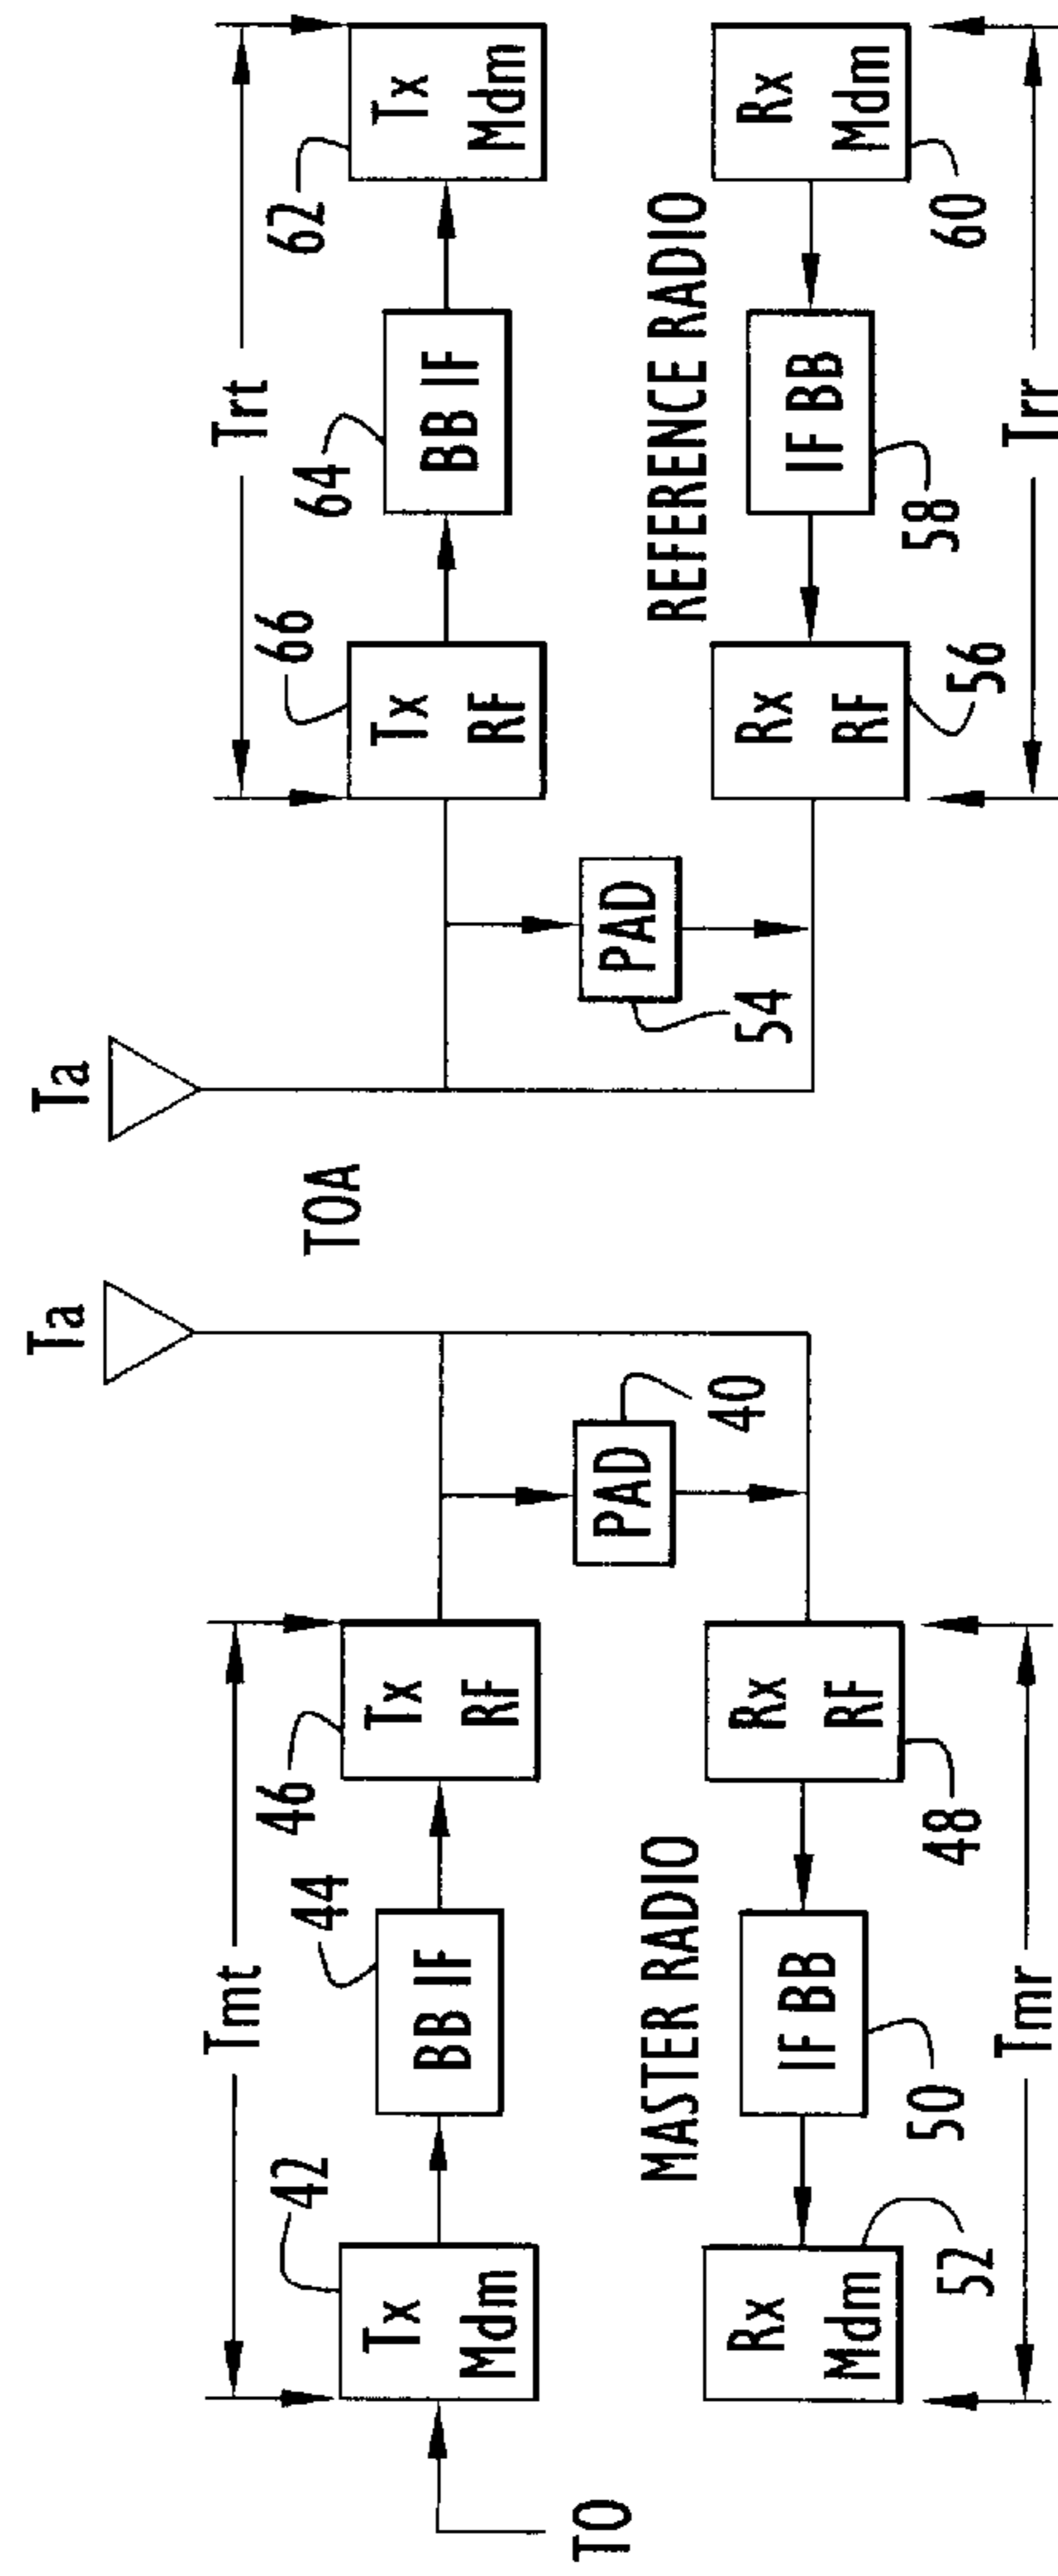 Ta
Ta
Tmt
Trt
42
44
46
66
64
62
TOA
Tx
Mdm
BB IF
Tx
RF
Tx
RF
BB IF
Tx
Mdm
TO
PAD
40
PAD
54
MASTER RADIO
REFERENCE RADIO
Rx
Mdm
IF BB
Rx
RF
Rx
RF
IF BB
Rx
Mdm
52
50
48
56
58
60
Tmr
Trr